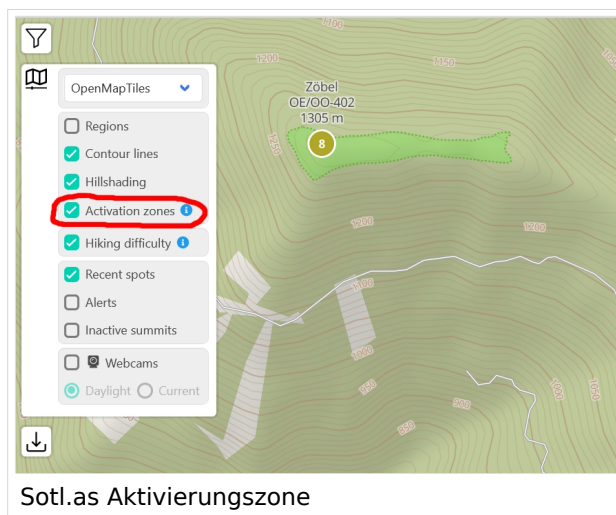 OpenMapTiles
Regions
Contour lines
Hillshading
Activation zones
Hiking difficulty
Recent spots
Alerts
Inactive summits
Webcams
Daylight
Current
1100
1200
1150
Zöbel
OE/OO-402
1305 m
8
1250
1200
1200
1100
1000
950
900
850
850
1000
1050
Sotl.as Aktivierungszone